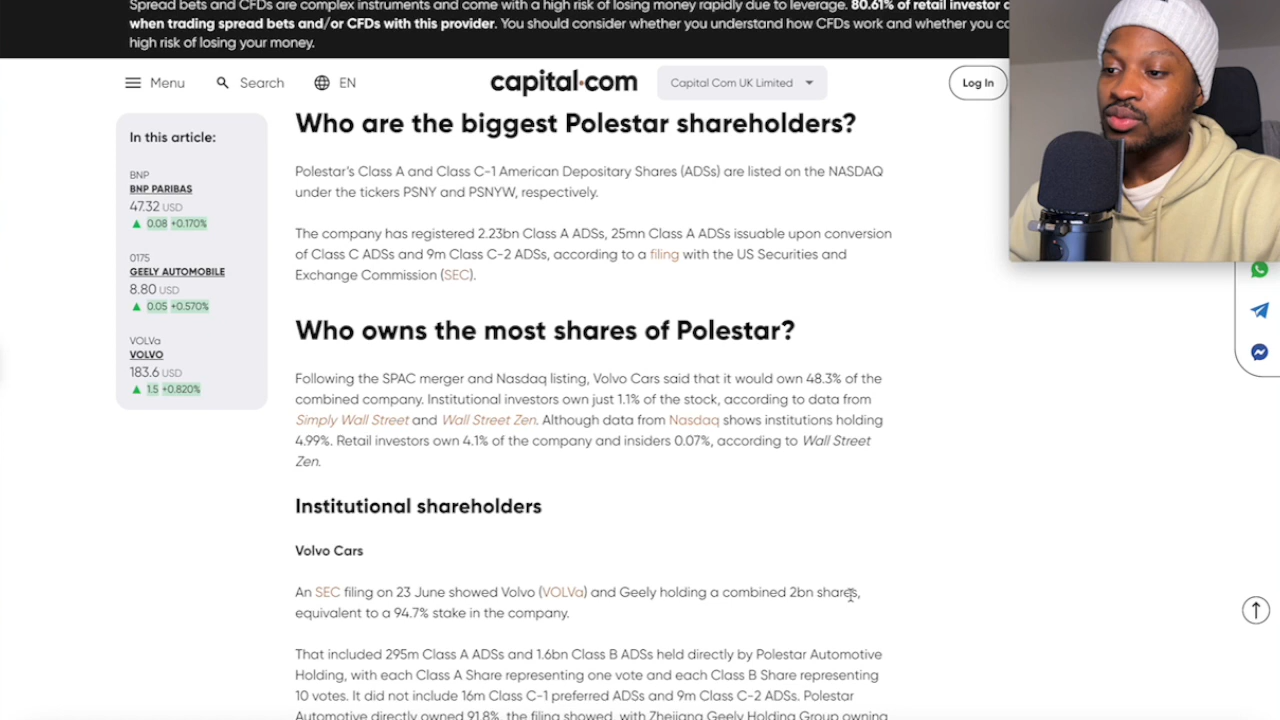 Spread bets and CFDs are complex instruments and come with a high risk of losing money rapidly due to leverage. 80.61% of retail investor
when trading spread bets and/or CFDs with this provider. You should consider whether you understand how CFDs work and whether you
high risk of losing your money.
Menu
Search
EN
capital.com
Capital Com UK Limited
Log In
In this article:
BNP
BNP PARIBAS
47.32 USD
▲ 0.08 +0.170%
0175
GEELY AUTOMOBILE
8.80 USD
▲ 0.05 +0.570%
VOLVa
VOLVO
183.6 USD
▲ 1.5 +0.820%
Who are the biggest Polestar shareholders?
Polestar’s Class A and Class C-1 American Depositary Shares (ADSs) are listed on the NASDAQ
under the tickers PSNY and PSNYW, respectively.
The company has registered 2.23bn Class A ADSs, 25mn Class A ADSs issuable upon conversion
of Class C ADSs and 9m Class C-2 ADSs, according to a filing with the US Securities and
Exchange Commission (SEC).
Who owns the most shares of Polestar?
Following the SPAC merger and Nasdaq listing, Volvo Cars said that it would own 48.3% of the
combined company. Institutional investors own just 1.1% of the stock, according to data from
Simply Wall Street and Wall Street Zen. Although data from Nasdaq shows institutions holding
4.99%. Retail investors own 4.1% of the company and insiders 0.07%, according to Wall Street
Zen.
Institutional shareholders
Volvo Cars
An SEC filing on 23 June showed Volvo (VOLVa) and Geely holding a combined 2bn shares,
equivalent to a 94.7% stake in the company.
That included 295m Class A ADSs and 1.6bn Class B ADSs held directly by Polestar Automotive
Holding, with each Class A Share representing one vote and each Class B Share representing
10 votes. It did not include 16m Class C-1 preferred ADSs and 9m Class C-2 ADSs. Polestar
Automotive directly owned 91.8%, the filing showed, with Zhejiang Geely Holding Group owning